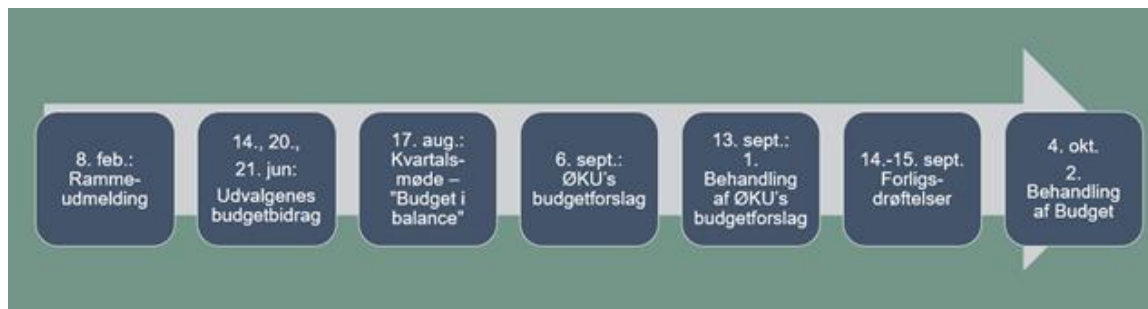 8. feb.:
Ramme-
udmelding
14., 20.,
21. jun:
Udvalgenes
budgetbidrag
17. aug.:
Kvartals-
møde –
"Budget i
balance"
6. sept.:
ØKU's
budgetforslag
13. sept.:
1.
Behandling
af ØKU's
budgetforslag
14.-15. sept.
Forligs-
drøftelser
4. okt.
2.
Behandling
af Budget